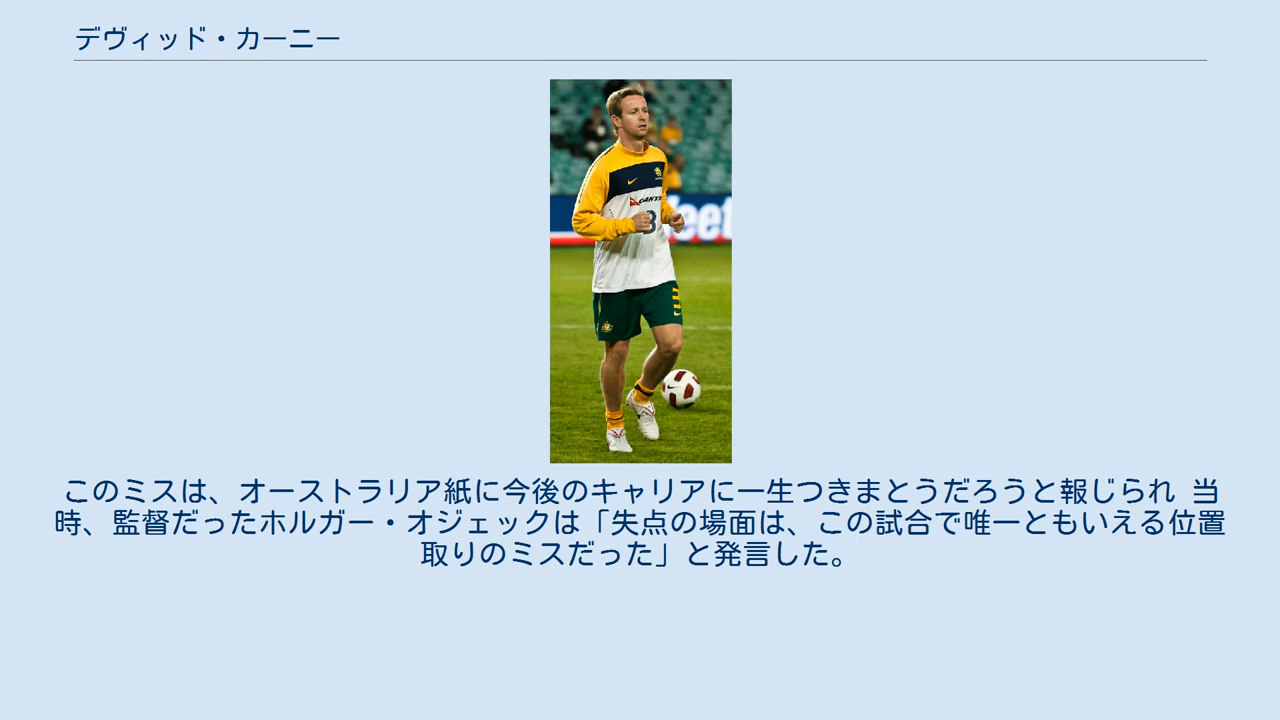 デヴィッド・カーニー
QANTAS
3
eet
このミスは、オーストラリア紙に今後のキャリアに一生つきまとうだろうと報じられ 当
時、監督だったホルガー・オジェックは「失点の場面は、この試合で唯一ともいえる位置
取りのミスだった」と発言した。